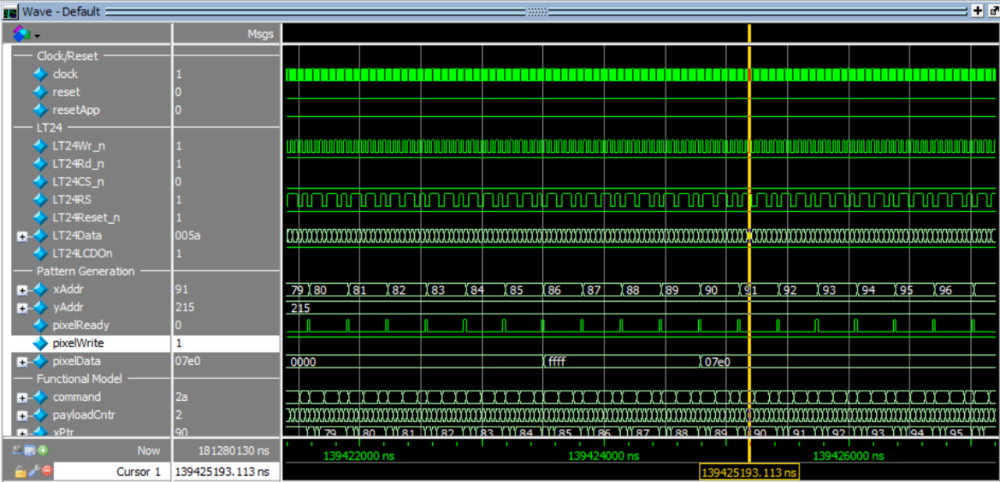 Wave - Default
Msgs
Clock/Reset
clock 1
reset 0
resetApp 0
LT24
LT24Wr_n 1
LT24Rd_n 1
LT24CS_n 0
LT24RS 1
LT24Reset_n 1
LT24Data 005a
LT24LCDOn 1
Pattern Generation
xAddr 91 79 80 81 82 83 84 85 86 87 88 89 90 91 92 93 94 95 96
yAddr 215 215
pixelReady 0
pixelWrite 1
pixelData 07e0 0000 ffff 07e0
Functional Model
command 2a
payloadCntr 2
xPtr 90 79 80 81 82 83 84 85 86 87 88 89 90 91 92 93 94 95
Now 181280130 ns 139422000 ns 139424000 ns 139426000 ns
Cursor 1 139425193.113 ns 139425193.113 ns